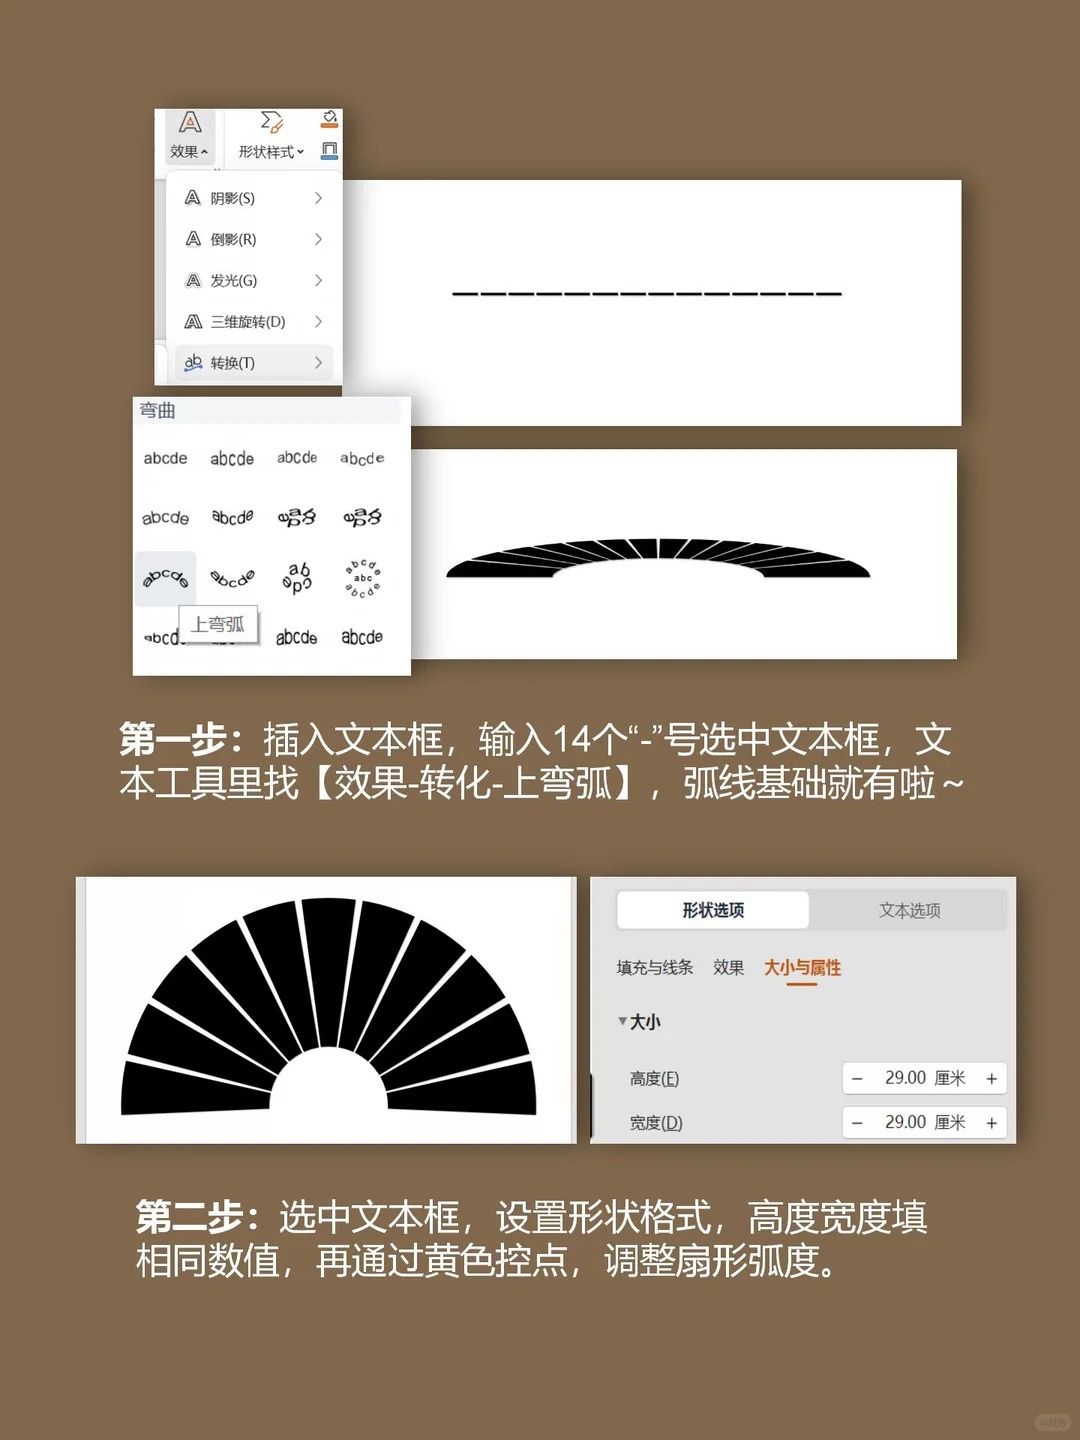 效果
形状样式
阴影(S)
倒影(R)
发光(G)
三维旋转(D)
转换(T)
弯曲
abcde abcde abcde abcde
abcde abcde
abcde abcde abcde
abc
abcde
上弯弧
abcde abcde
第一步：插入文本框，输入14个“-”号选中文本框，文
本工具里找【效果-转化-上弯弧】，弧线基础就有啦～
形状选项 文本选项
填充与线条 效果 大小与属性
大小
高度(E) － 29.00 厘米 ＋
宽度(D) － 29.00 厘米 ＋
第二步：选中文本框，设置形状格式，高度宽度填
相同数值，再通过黄色控点，调整扇形弧度。